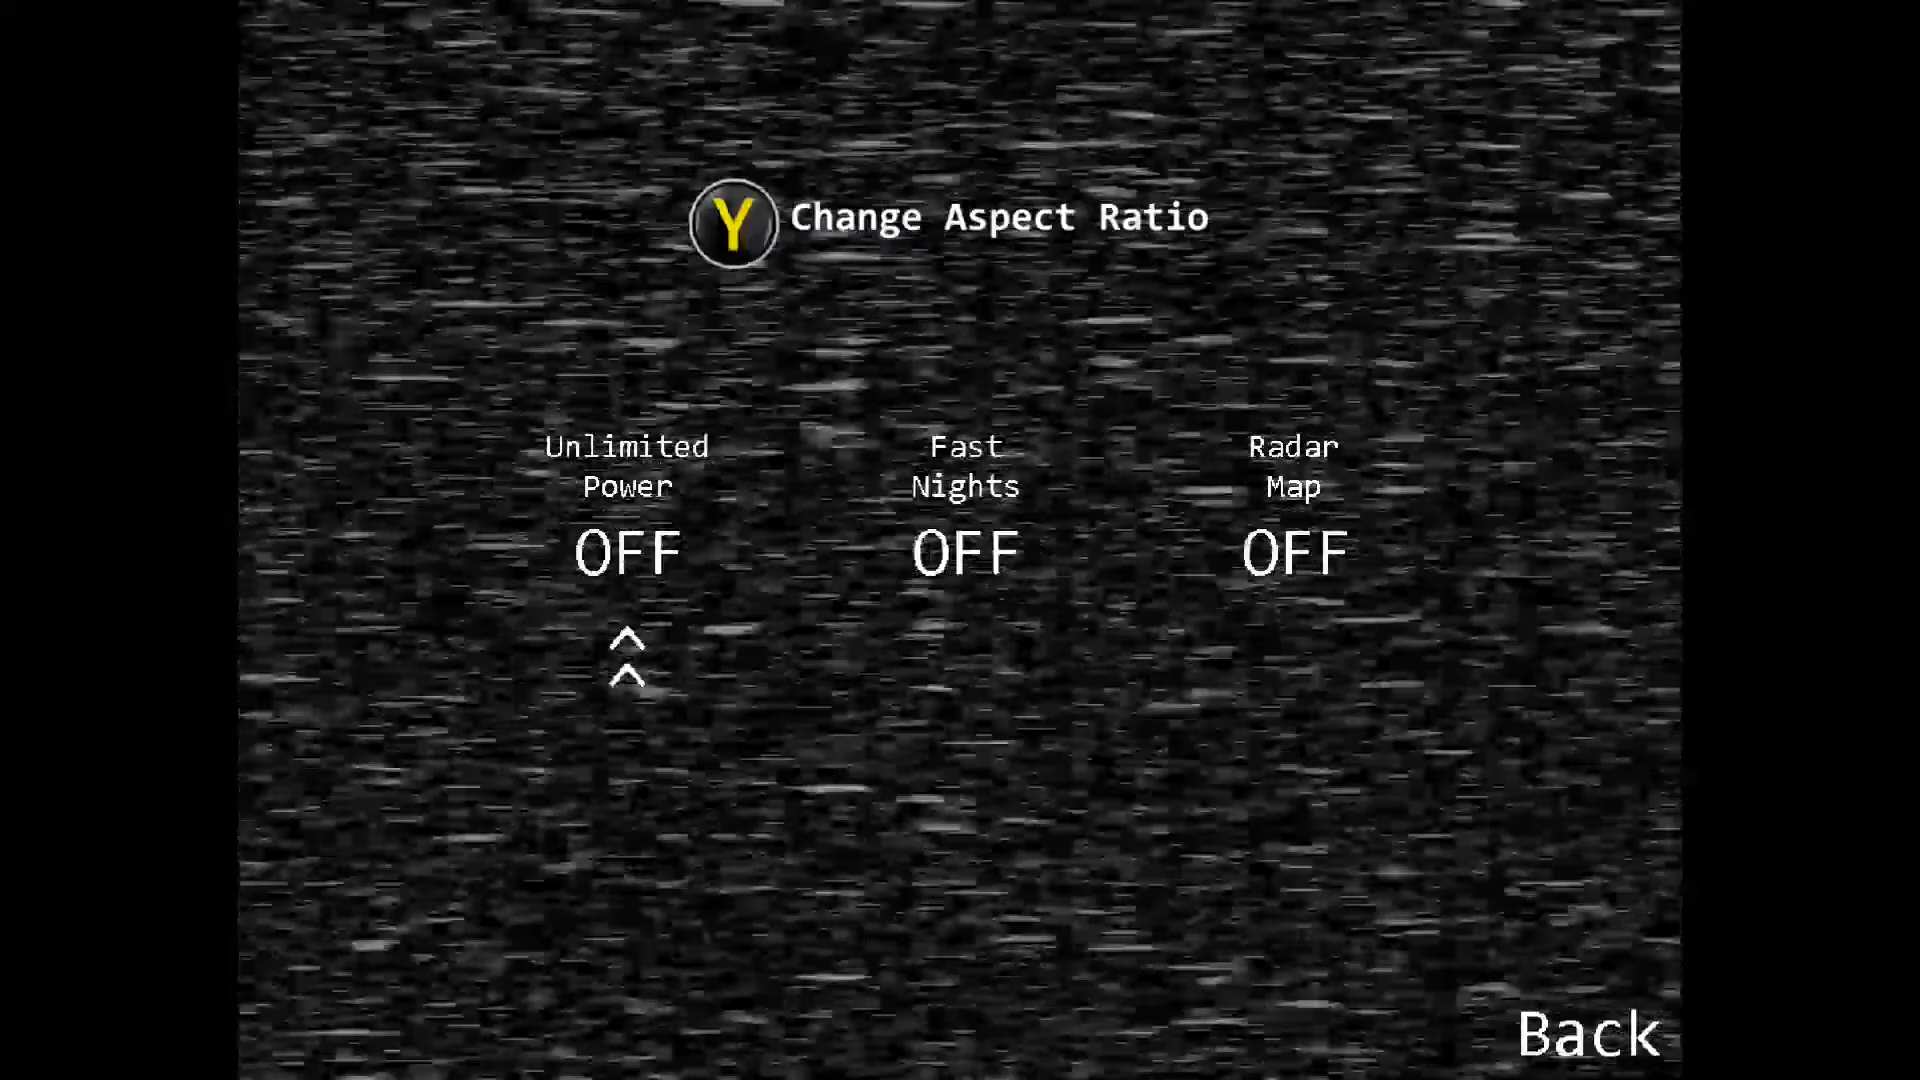 Y Change Aspect Ratio
Unlimited
Power
OFF
Fast
Nights
OFF
Radar
Map
OFF
Back